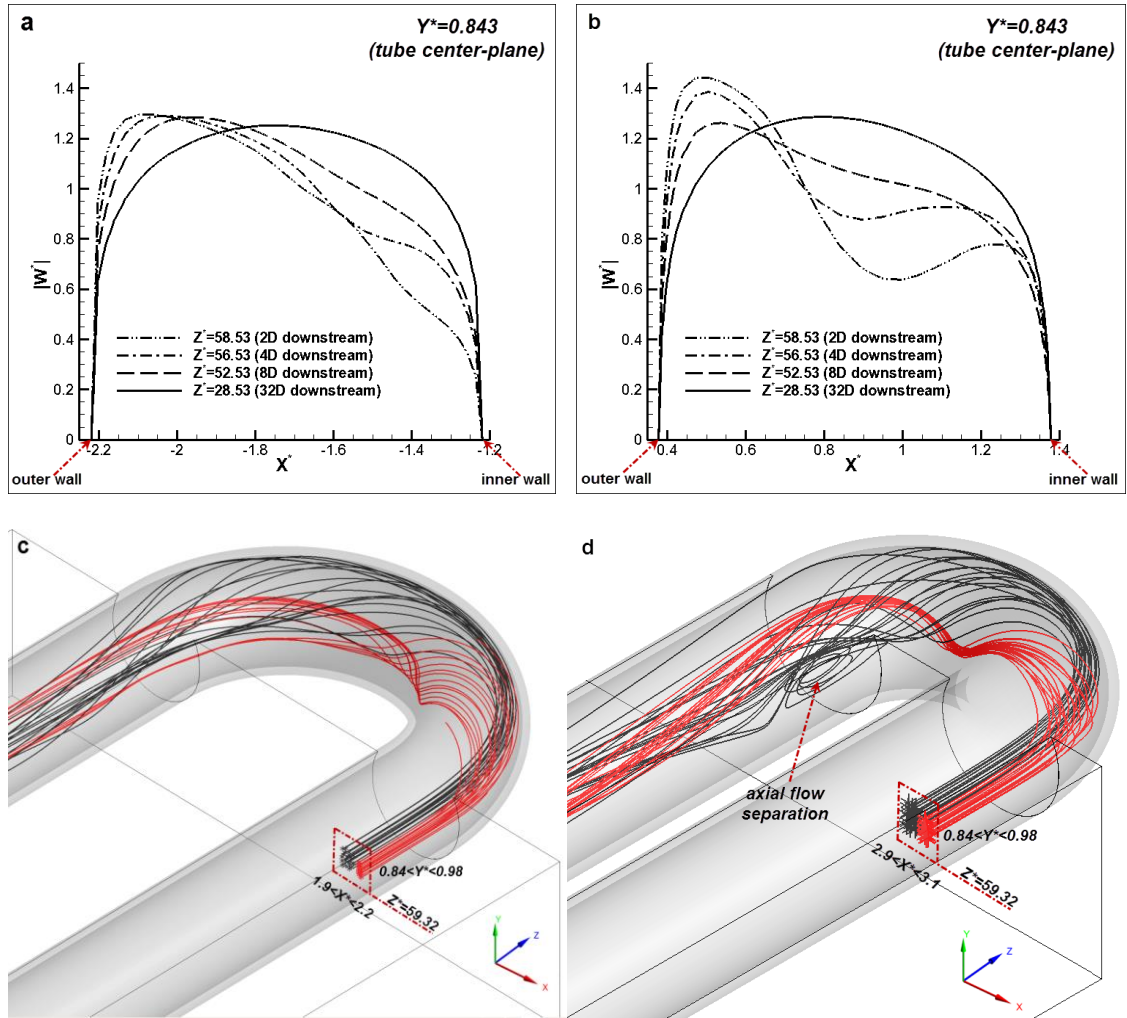 a
Y*=0.843
(tube center-plane)
1.4
1.2
1
0.8
0.6
0.4
0.2
0
|W*|
Z*=58.53 (2D downstream)
Z*=56.53 (4D downstream)
Z*=52.53 (8D downstream)
Z*=28.53 (32D downstream)
-2.2 -2 -1.8 -1.6 -1.4 -1.2
X*
outer wall
inner wall
b
Y*=0.843
(tube center-plane)
1.4
1.2
1
0.8
0.6
0.4
0.2
0
|W*|
Z*=58.53 (2D downstream)
Z*=56.53 (4D downstream)
Z*=52.53 (8D downstream)
Z*=28.53 (32D downstream)
0.4 0.6 0.8 1 1.2 1.4
X*
outer wall
inner wall
c
0.84<Y*<0.98
1.9<X*<2.2
Z*=59.32
Y
Z
X
d
axial flow
separation
0.84<Y*<0.98
2.9<X*<3.1
Z*=59.32
Y
Z
X